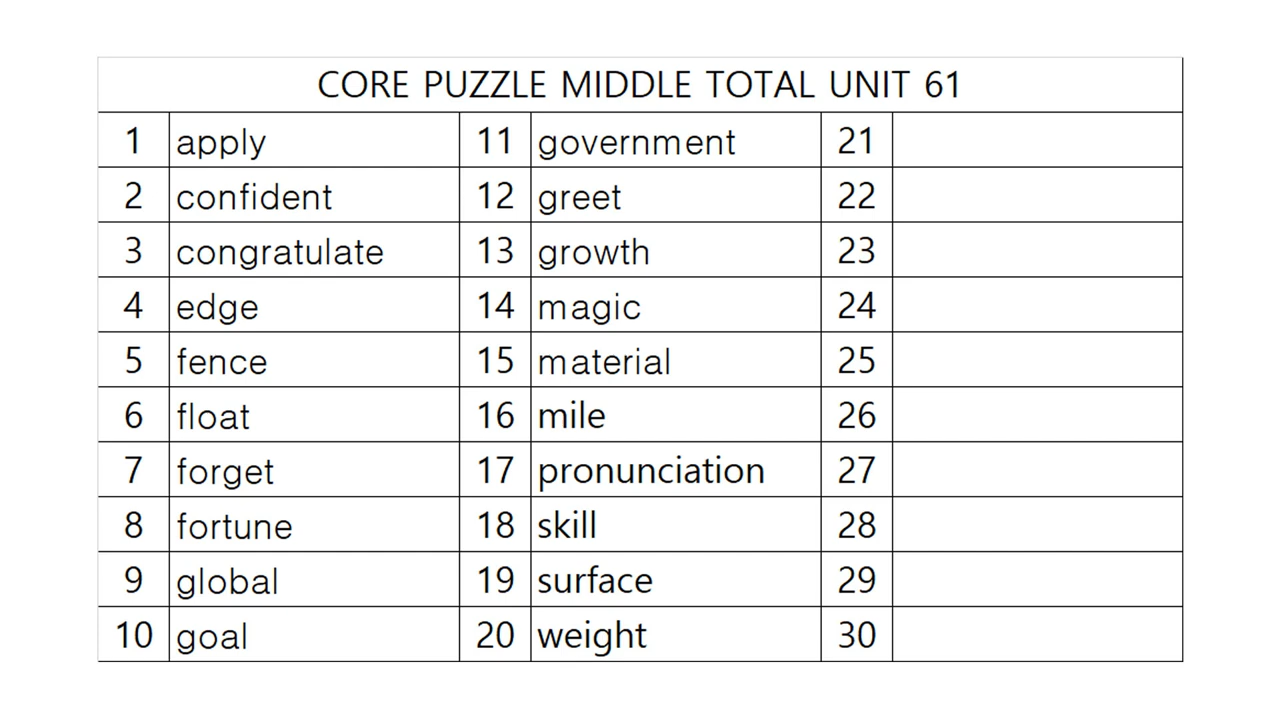 CORE PUZZLE MIDDLE TOTAL UNIT 61
1 apply 11 government 21
2 confident 12 greet 22
3 congratulate 13 growth 23
4 edge 14 magic 24
5 fence 15 material 25
6 float 16 mile 26
7 forget 17 pronunciation 27
8 fortune 18 skill 28
9 global 19 surface 29
10 goal 20 weight 30